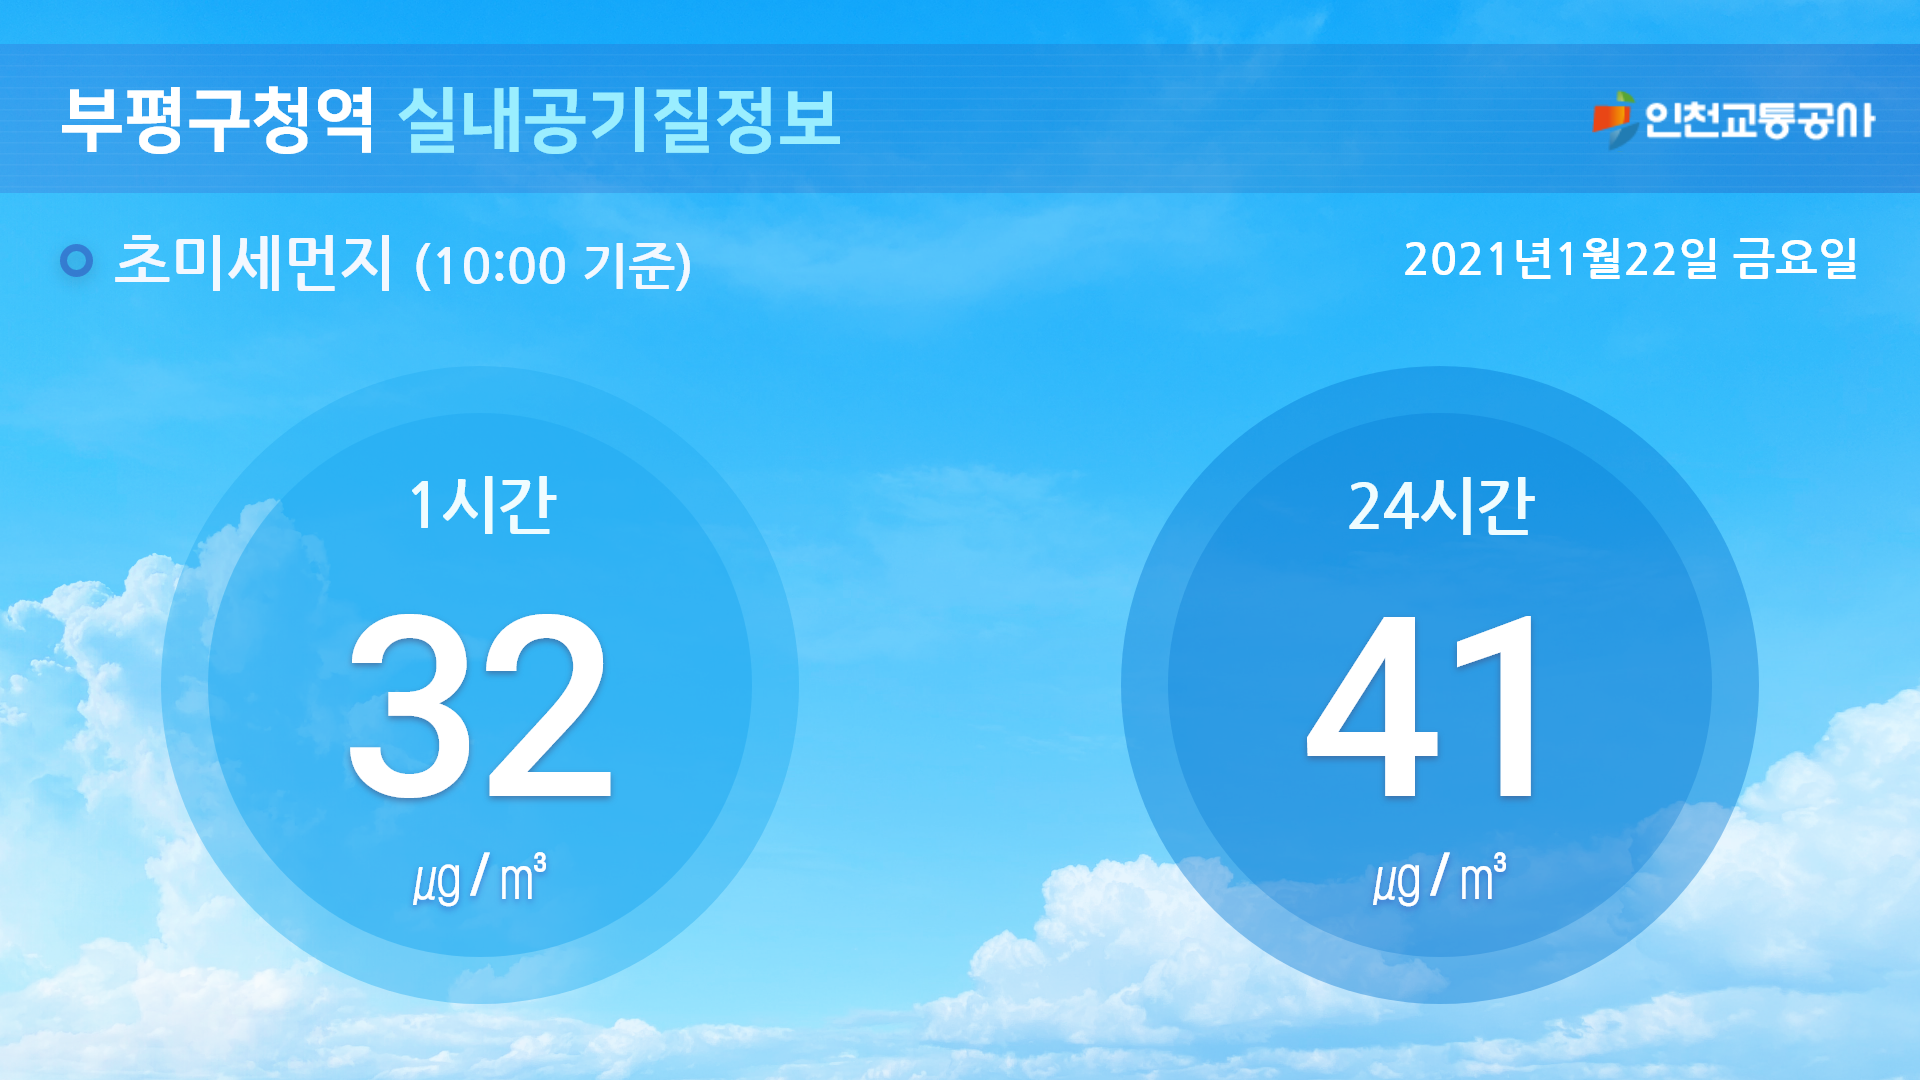 부평구청역 실내공기질정보
인천교통공사
초미세먼지 (10:00 기준)
2021년1월22일 금요일
1시간
32
㎍ / ㎥
24시간
41
㎍ / ㎥